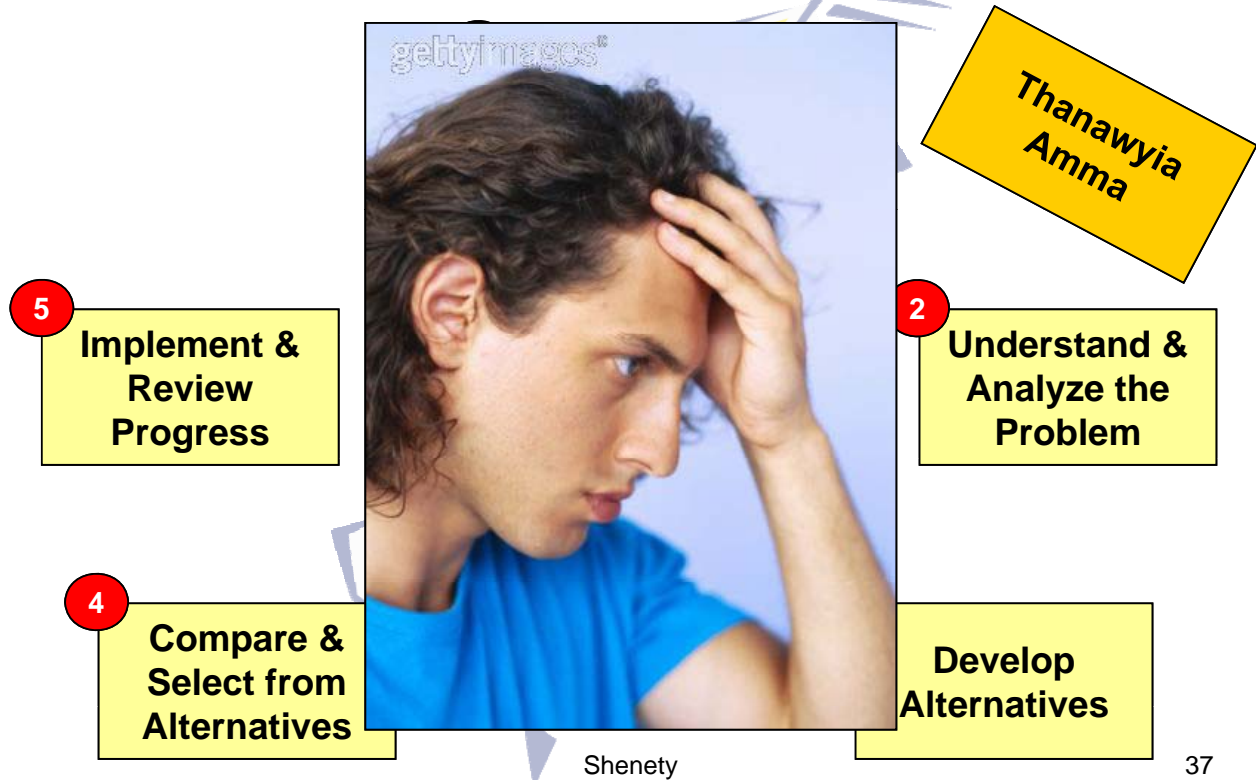 gettyimages®
Thanawyia
Amma
5
Implement &
Review
Progress
2
Understand &
Analyze the
Problem
4
Compare &
Select from
Alternatives
Develop
Alternatives
Shenety
37